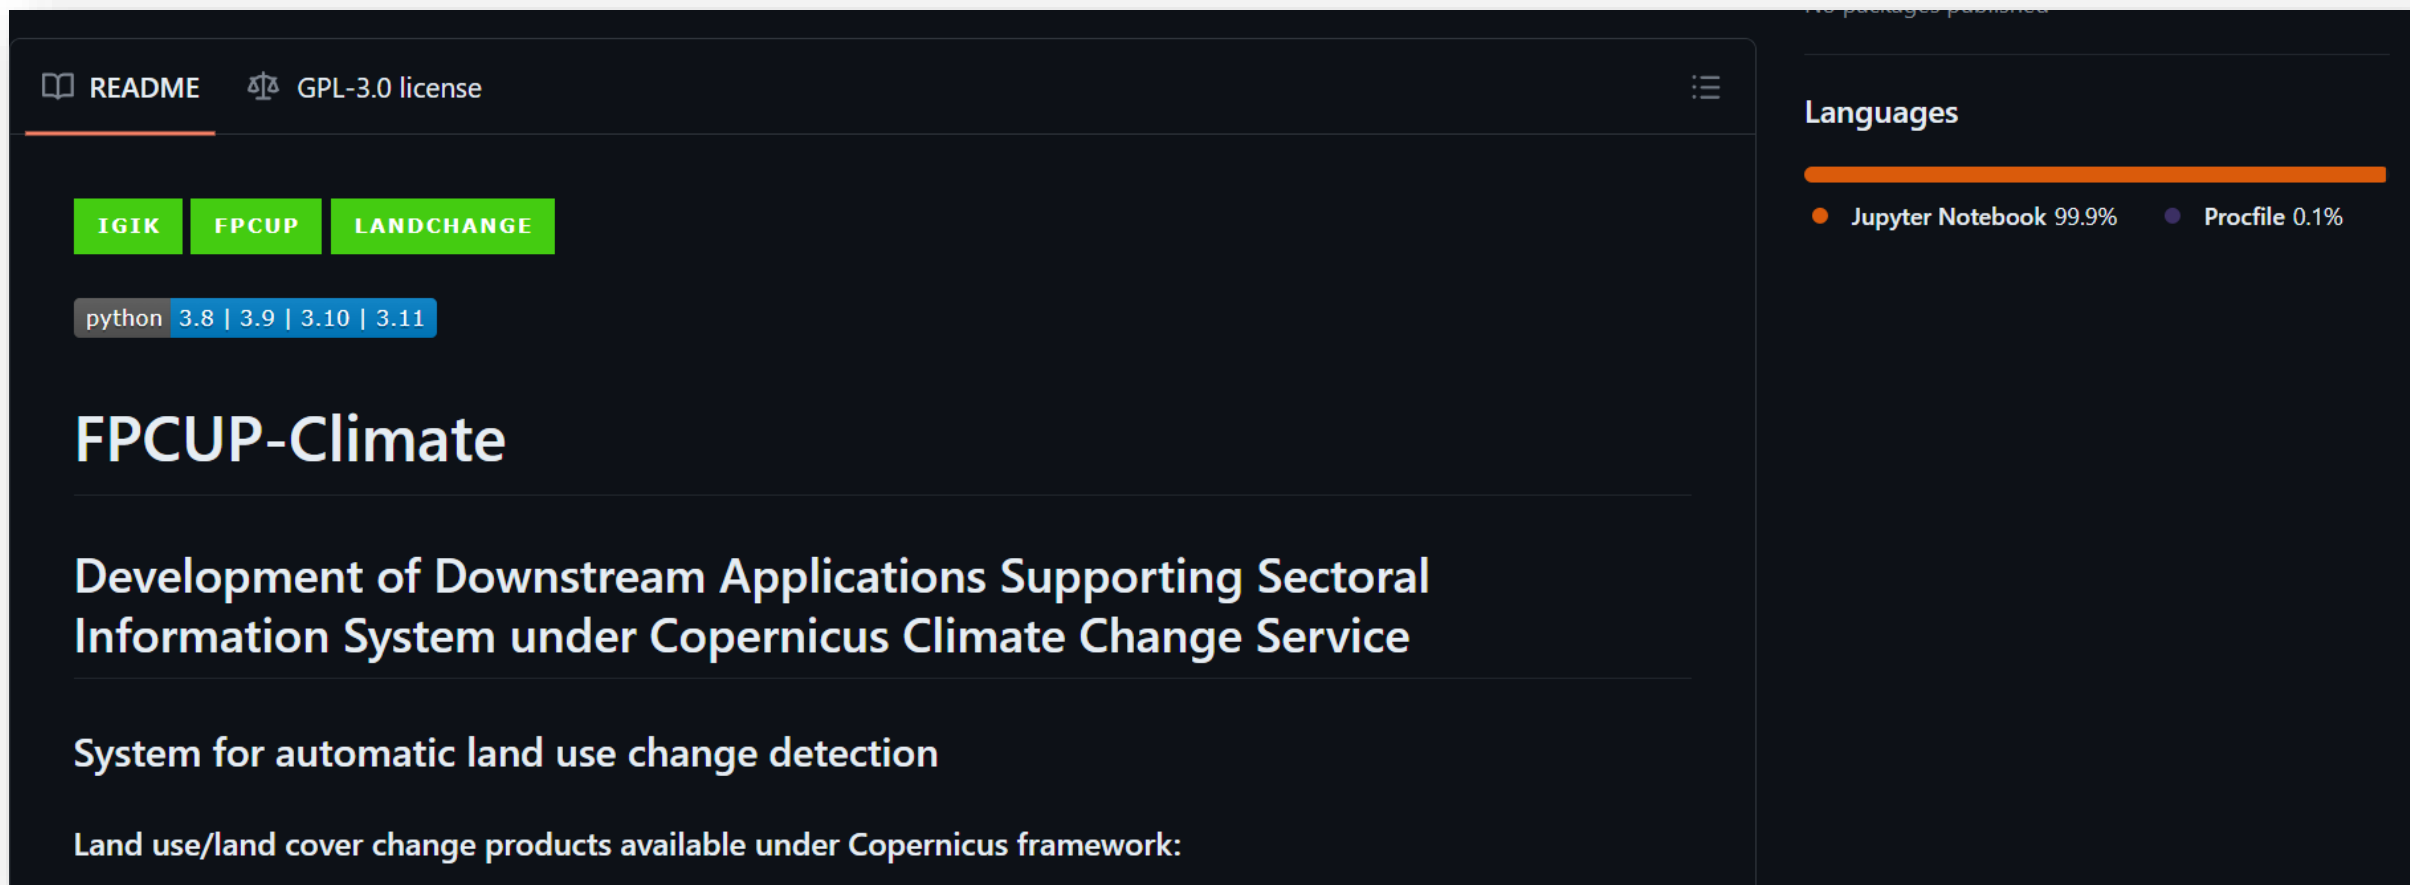 No packages published
README GPL-3.0 license
Languages
Jupyter Notebook 99.9% Procfile 0.1%
IGIK FPCUP LANDCHANGE
python 3.8 | 3.9 | 3.10 | 3.11
FPCUP-Climate
Development of Downstream Applications Supporting Sectoral
Information System under Copernicus Climate Change Service
System for automatic land use change detection
Land use/land cover change products available under Copernicus framework: